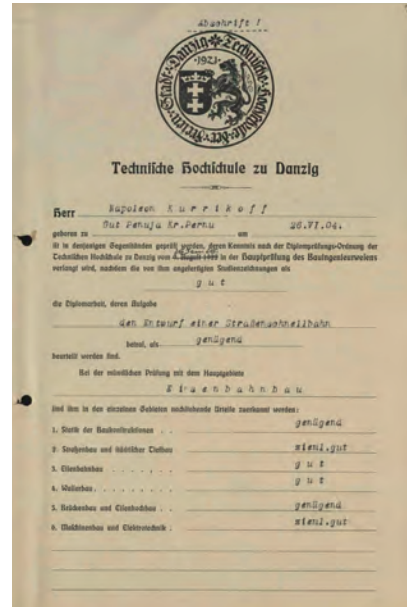 Abschrift !
Technische Hochschule der Freien Stadt Danzig
1921
Technische Hochschule zu Danzig
Herr Napoleon Kurrikoff
Gut Penuja Kr.Pernu
geboren zu am 26.VI.04.
ist in denjenigen Gegenständen geprüft worden, deren Kenntnis nach der Diplomprüfungs-Ordnung der
Technischen Hochschule zu Danzig vom in der Hauptprüfung des Bauingenieurwesens
verlangt wird, nachdem die von ihm angefertigten Studienzeichnungen als
gut
die Diplomarbeit, deren Aufgabe
den Entwurf einer Straßenschnellbahn
betraf, als genügend
beurteilt worden sind.
Bei der mündlichen Prüfung mit dem Hauptgebiete
Eisenbahnbau
sind ihm in den einzelnen Gebieten nachstehende Urteile zuerkannt worden:
1. Statik der Baukonstruktionen . . genügend
2. Straßenbau und städtischer Tiefbau zieml.gut
3. Eisenbahnbau . . . . . . gut
4. Wasserbau . . . . . . . gut
5. Brückenbau und Eisenhochbau . . genügend
6. Maschinenbau und Elektrotechnik . zieml.gut